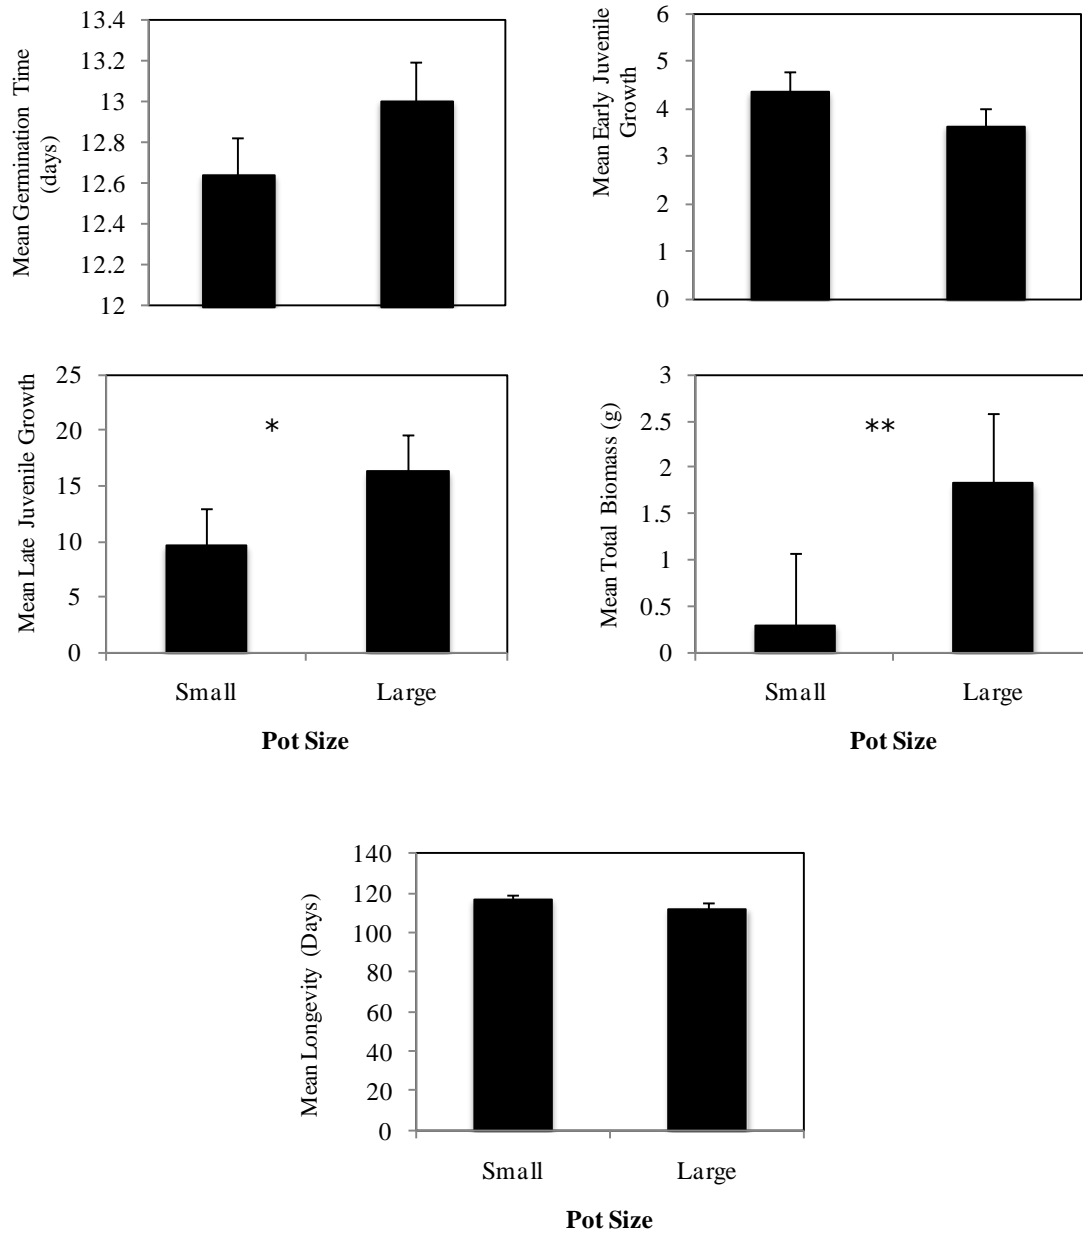 Mean Germination Time
(days)
13.4
13.2
13
12.8
12.6
12.4
12.2
12
Mean Early Juvenile
Growth
6
5
4
3
2
1
0
Mean Late Juvenile Growth
25
20
15
10
5
0
*
Small Large
Pot Size
Mean Total Biomass (g)
3
2.5
2
1.5
1
0.5
0
**
Small Large
Pot Size
Mean Longevity (Days)
140
120
100
80
60
40
20
0
Small Large
Pot Size